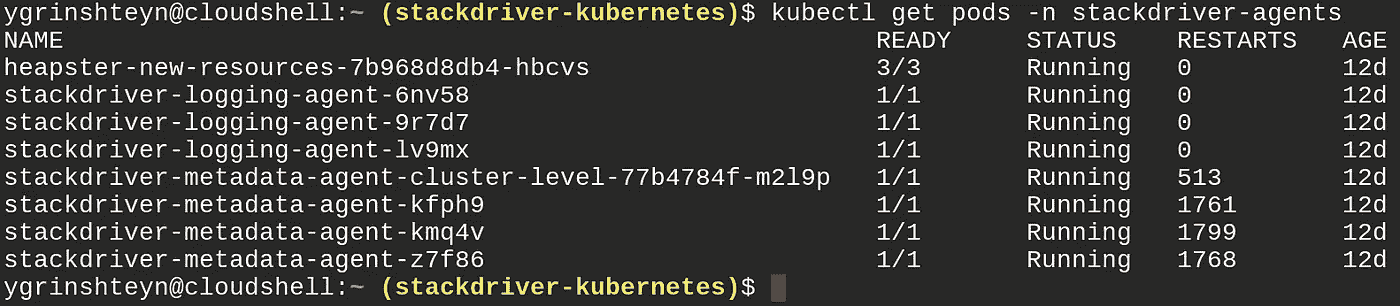 ygrinshteyn@cloudshell:~ (stackdriver-kubernetes)$ kubectl get pods -n stackdriver-agents
NAME READY STATUS RESTARTS AGE
heapster-new-resources-7b968d8db4-hbcvs 3/3 Running 0 12d
stackdriver-logging-agent-6nv58 1/1 Running 0 12d
stackdriver-logging-agent-9r7d7 1/1 Running 0 12d
stackdriver-logging-agent-lv9mx 1/1 Running 0 12d
stackdriver-metadata-agent-cluster-level-77b4784f-m2l9p 1/1 Running 513 12d
stackdriver-metadata-agent-kfph9 1/1 Running 1761 12d
stackdriver-metadata-agent-kmq4v 1/1 Running 1799 12d
stackdriver-metadata-agent-z7f86 1/1 Running 1768 12d
ygrinshteyn@cloudshell:~ (stackdriver-kubernetes)$